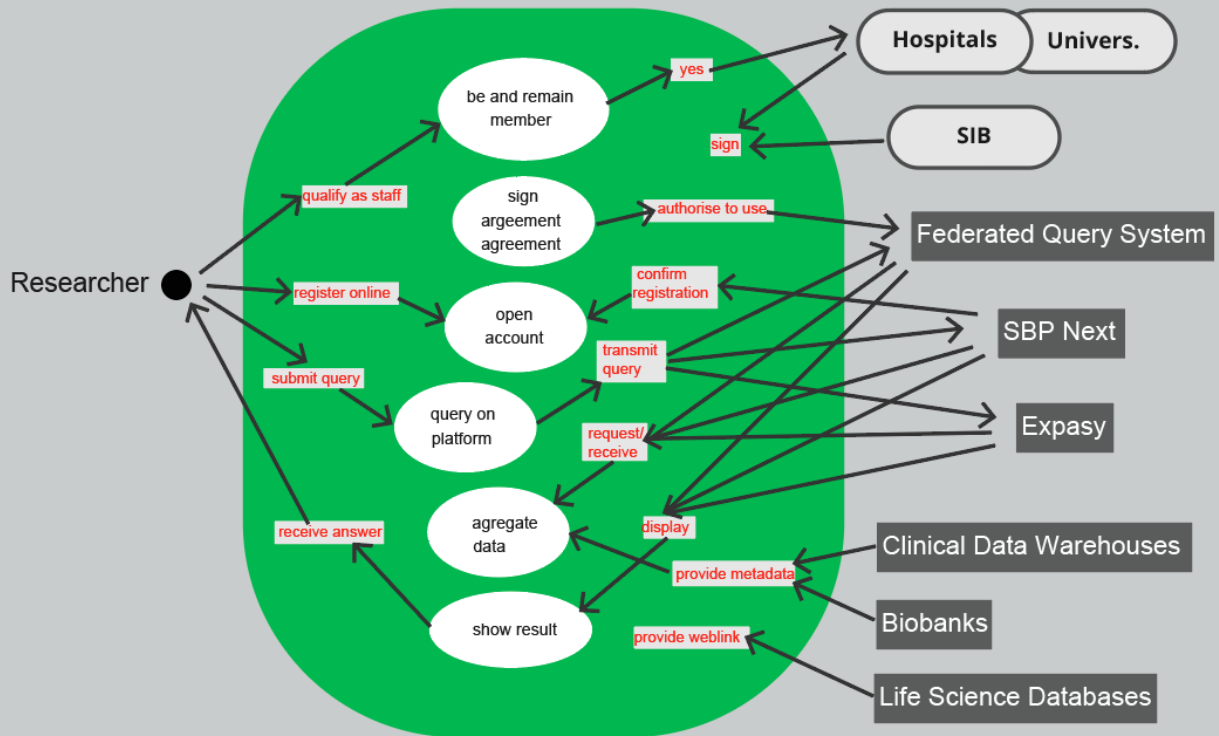 Hospitals
Univers.
yes
be and remain
member
sign
SIB
qualify as staff
sign
argeement
agreement
authorise to use
Federated Query System
Researcher
register online
confirm
registration
open
account
SBP Next
transmit
query
submit query
query on
platform
Expasy
request/
receive
agregate
data
receive answer
display
Clinical Data Warehouses
provide metadata
Biobanks
show result
provide weblink
Life Science Databases